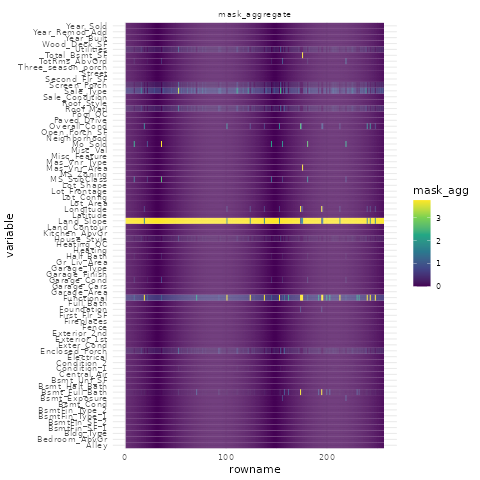 mask_aggregate
Year_Sold
Year_Remod_Add
Year_Built
Wood_Deck_SF
Utilities
Total_Bsmt_SF
TotRms_AbvGrd
Three_season_porch
Street
Second_Flr_SF
Screen_Porch
Sale_Type
Sale_Condition
Roof_Style
Roof_Matl
Pool_QC
Paved_Drive
Overall_Cond
Open_Porch_SF
Neighborhood
Mo_Sold
Misc_Val
Misc_Feature
Mas_Vnr_Type
Mas_Vnr_Area
MS_Zoning
MS_SubClass
Lot_Shape
Lot_Frontage
Lot_Config
Lot_Area
Longitude
Latitude
Land_Slope
Land_Contour
Kitchen_AbvGr
House_Style
Heating_QC
Heating
Half_Bath
Gr_Liv_Area
Garage_Type
Garage_Finish
Garage_Cond
Garage_Cars
Garage_Area
Functional
Full_Bath
Foundation
First_Flr_SF
Fireplaces
Fence
Exterior_2nd
Exterior_1st
Exter_Cond
Enclosed_Porch
Electrical
Condition_2
Condition_1
Central_Air
Bsmt_Unf_SF
Bsmt_Half_Bath
Bsmt_Full_Bath
Bsmt_Exposure
Bsmt_Cond
BsmtFin_Type_2
BsmtFin_Type_1
BsmtFin_SF_2
BsmtFin_SF_1
Bldg_Type
Bedroom_AbvGr
Alley
variable
0 100 200
rowname
mask_agg
3
2
1
0